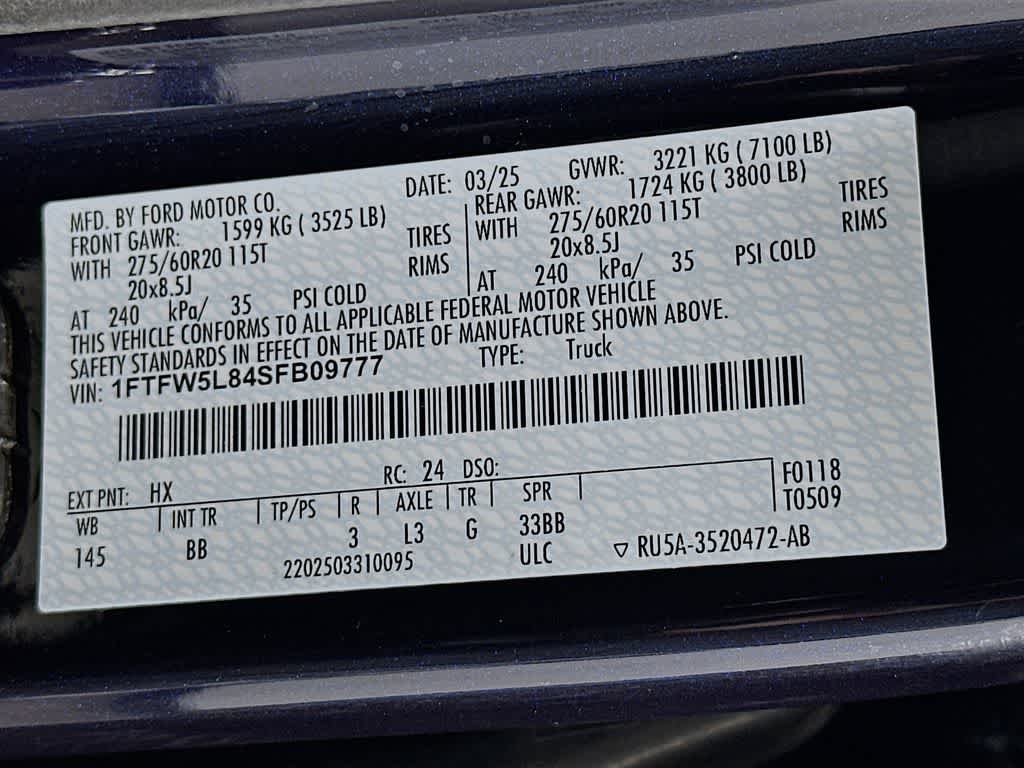 MFD. BY FORD MOTOR CO. DATE: 03/25 GVWR: 3221 KG ( 7100 LB)
FRONT GAWR: 1599 KG ( 3525 LB) REAR GAWR: 1724 KG ( 3800 LB)
WITH 275/60R20 115T TIRES WITH 275/60R20 115T TIRES
20x8.5J RIMS 20x8.5J RIMS
AT 240 kPa/ 35 PSI COLD AT 240 kPa/ 35 PSI COLD
THIS VEHICLE CONFORMS TO ALL APPLICABLE FEDERAL MOTOR VEHICLE
SAFETY STANDARDS IN EFFECT ON THE DATE OF MANUFACTURE SHOWN ABOVE.
VIN: 1FTFW5L84SFB09777 TYPE: Truck
EXT PNT: HX RC: 24 DSO:
WB INT TR TP/PS R AXLE TR SPR F0118
145 BB 3 L3 G 33BB T0509
2202503310095 ULC ▽ RU5A-3520472-AB